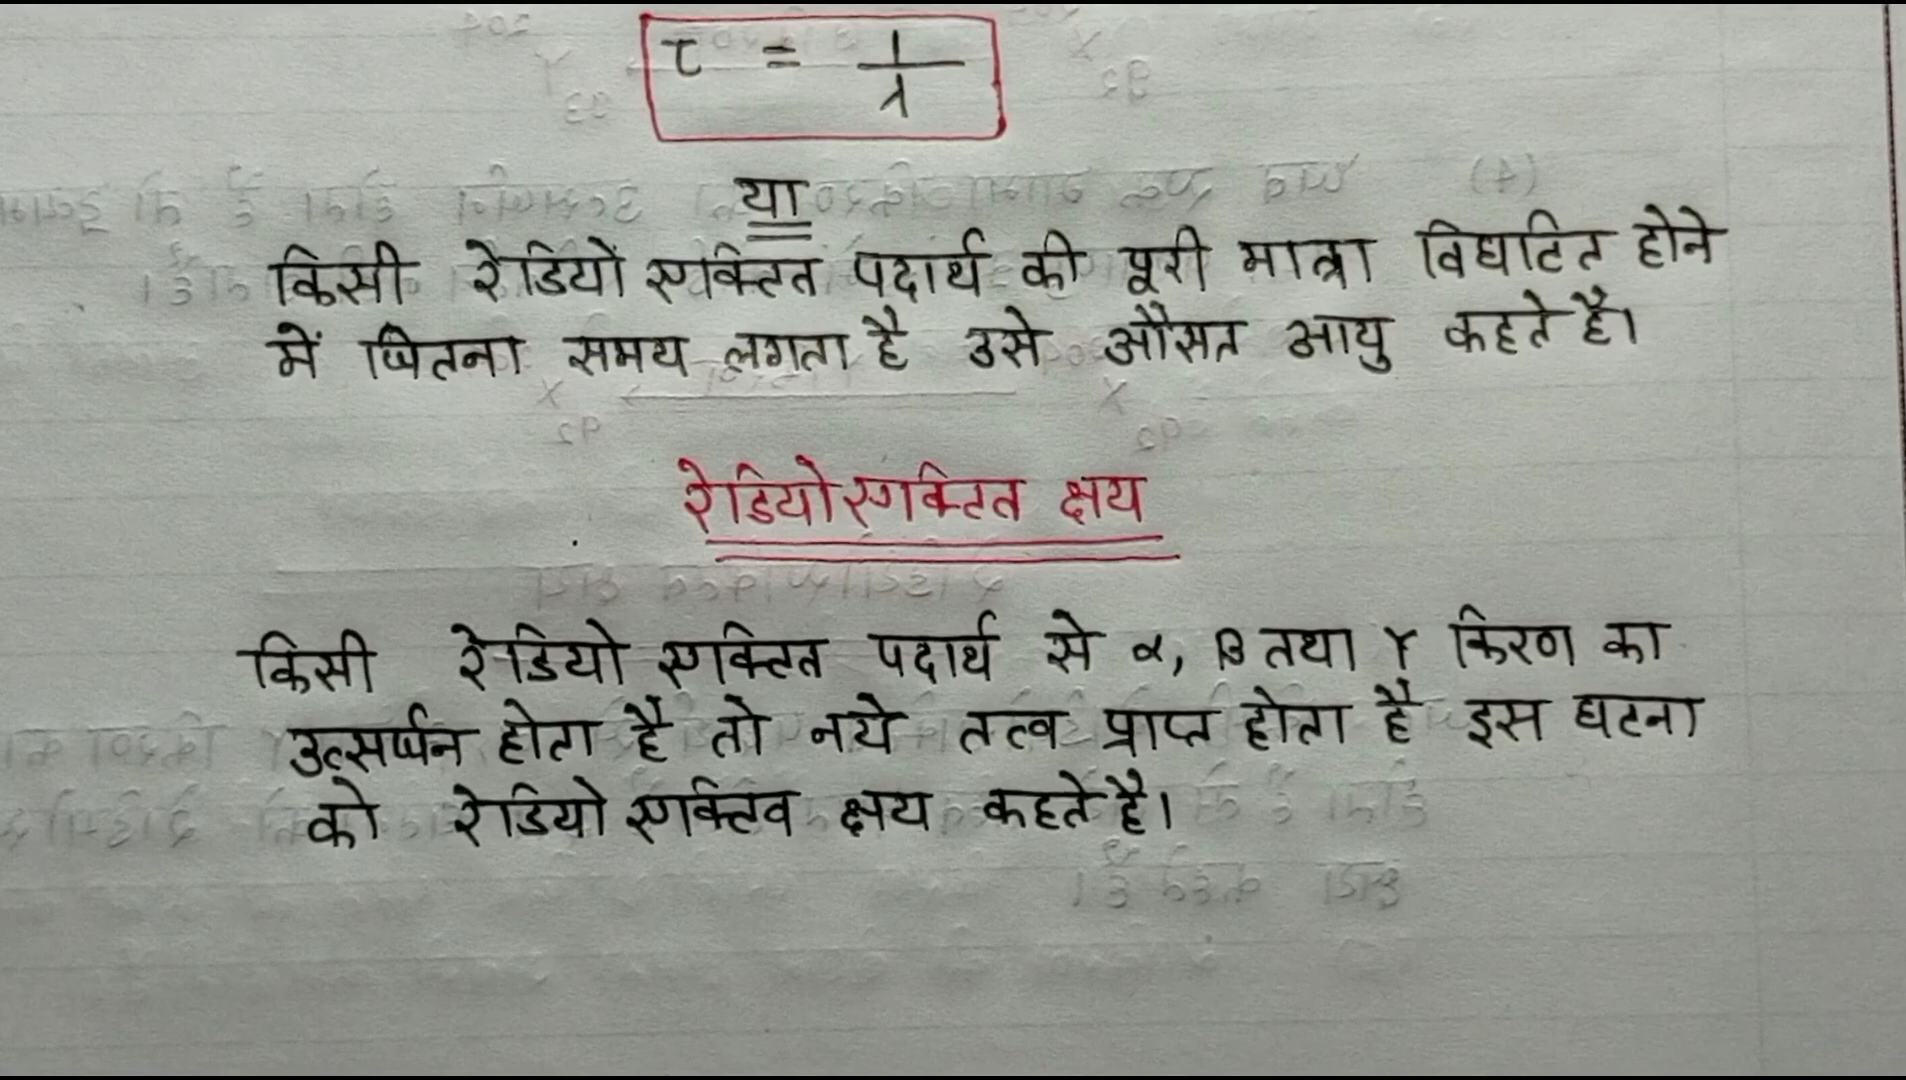 τ = 1/λ
या
किसी रेडियों एक्टित पदार्थ की पूरी मात्रा विघटित होने
में जितना समय लगता है उसे औसत आयु कहते है।
रेडियोएक्टित क्षय
किसी रेडियो एक्टित पदार्थ से α, β तथा γ किरण का
उत्सर्जन होता है तो नये तत्व प्राप्त होता है इस घटना
को रेडियो एक्टिव क्षय कहते है।